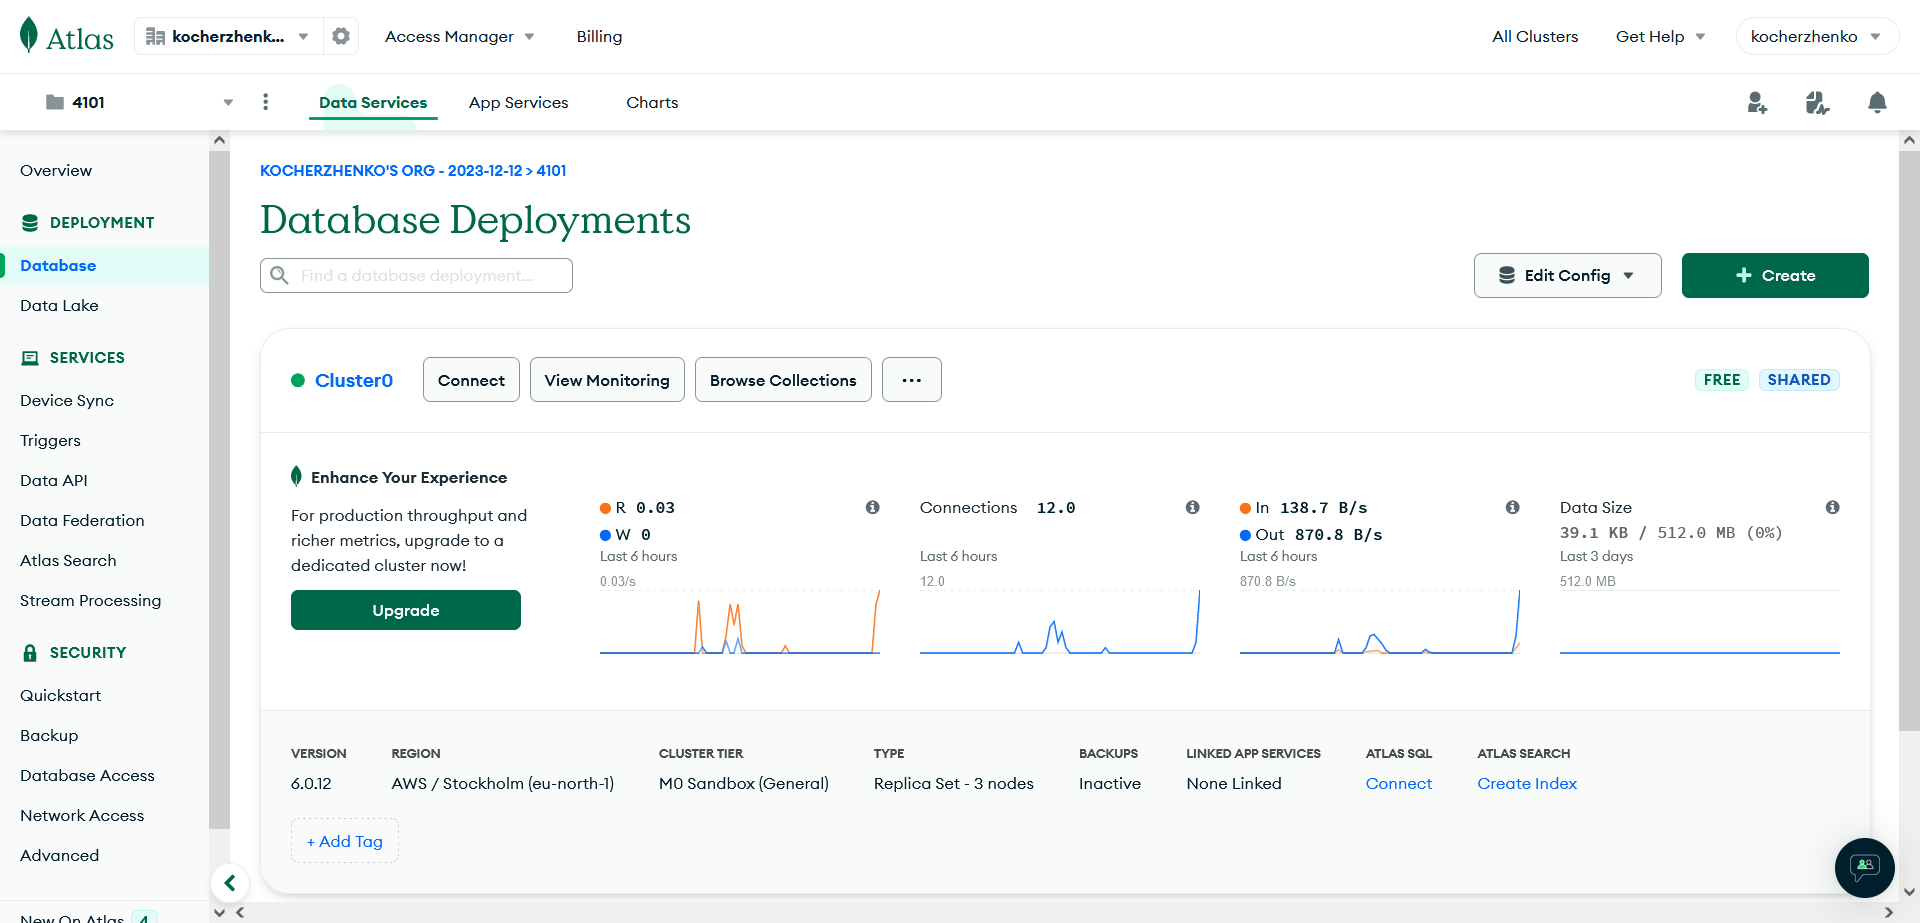 Atlas
kocherzhenk...
Access Manager
Billing
All Clusters
Get Help
kocherzhenko
4101
Data Services
App Services
Charts
Overview
DEPLOYMENT
Database
Data Lake
SERVICES
Device Sync
Triggers
Data API
Data Federation
Atlas Search
Stream Processing
SECURITY
Quickstart
Backup
Database Access
Network Access
Advanced
New On Atlas 4
KOCHERZHENKO'S ORG - 2023-12-12 > 4101
Database Deployments
Find a database deployment...
Edit Config
+ Create
Cluster0
Connect
View Monitoring
Browse Collections
...
FREE
SHARED
Enhance Your Experience
For production throughput and
richer metrics, upgrade to a
dedicated cluster now!
Upgrade
R 0.03
W 0
Last 6 hours
0.03/s
Connections 12.0
Last 6 hours
12.0
In 138.7 B/s
Out 870.8 B/s
Last 6 hours
870.8 B/s
Data Size
39.1 KB / 512.0 MB (0%)
Last 3 days
512.0 MB
VERSION
6.0.12
REGION
AWS / Stockholm (eu-north-1)
CLUSTER TIER
M0 Sandbox (General)
TYPE
Replica Set - 3 nodes
BACKUPS
Inactive
LINKED APP SERVICES
None Linked
ATLAS SQL
Connect
ATLAS SEARCH
Create Index
+ Add Tag